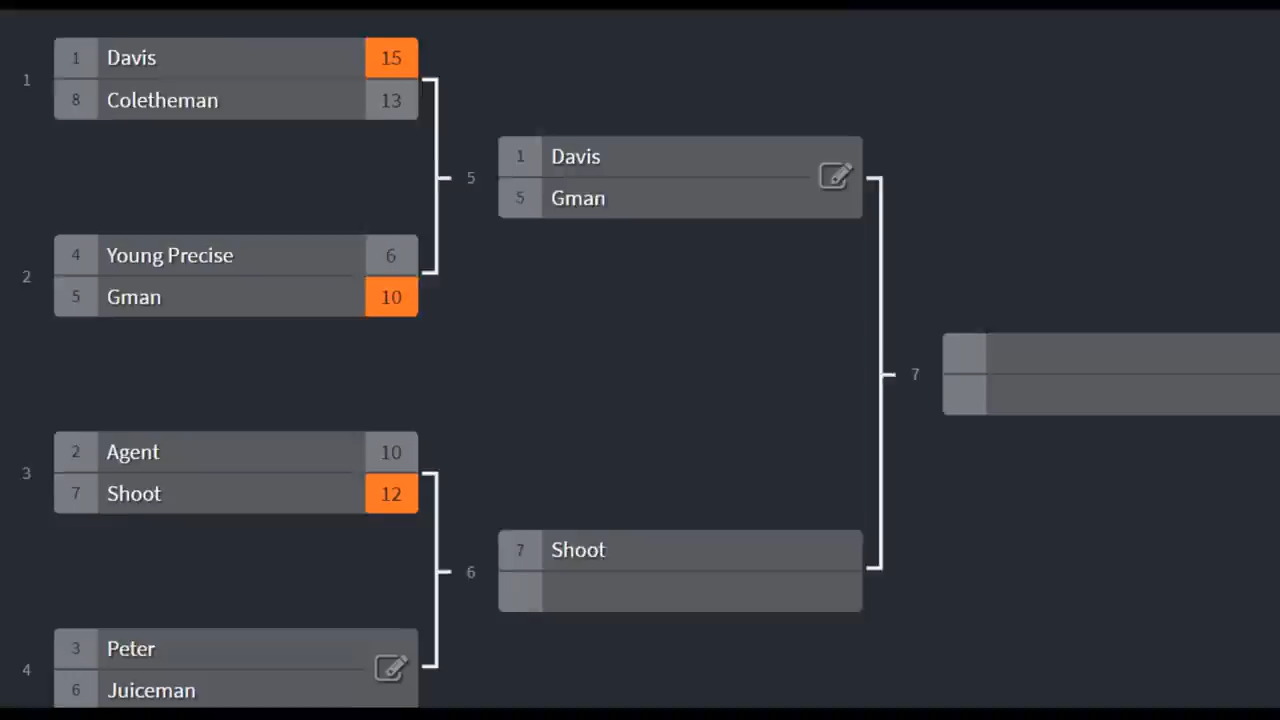 1
1 Davis 15
8 Coletheman 13
2
4 Young Precise 6
5 Gman 10
3
2 Agent 10
7 Shoot 12
4
3 Peter
6 Juiceman
5
1 Davis
5 Gman
6
7 Shoot
7